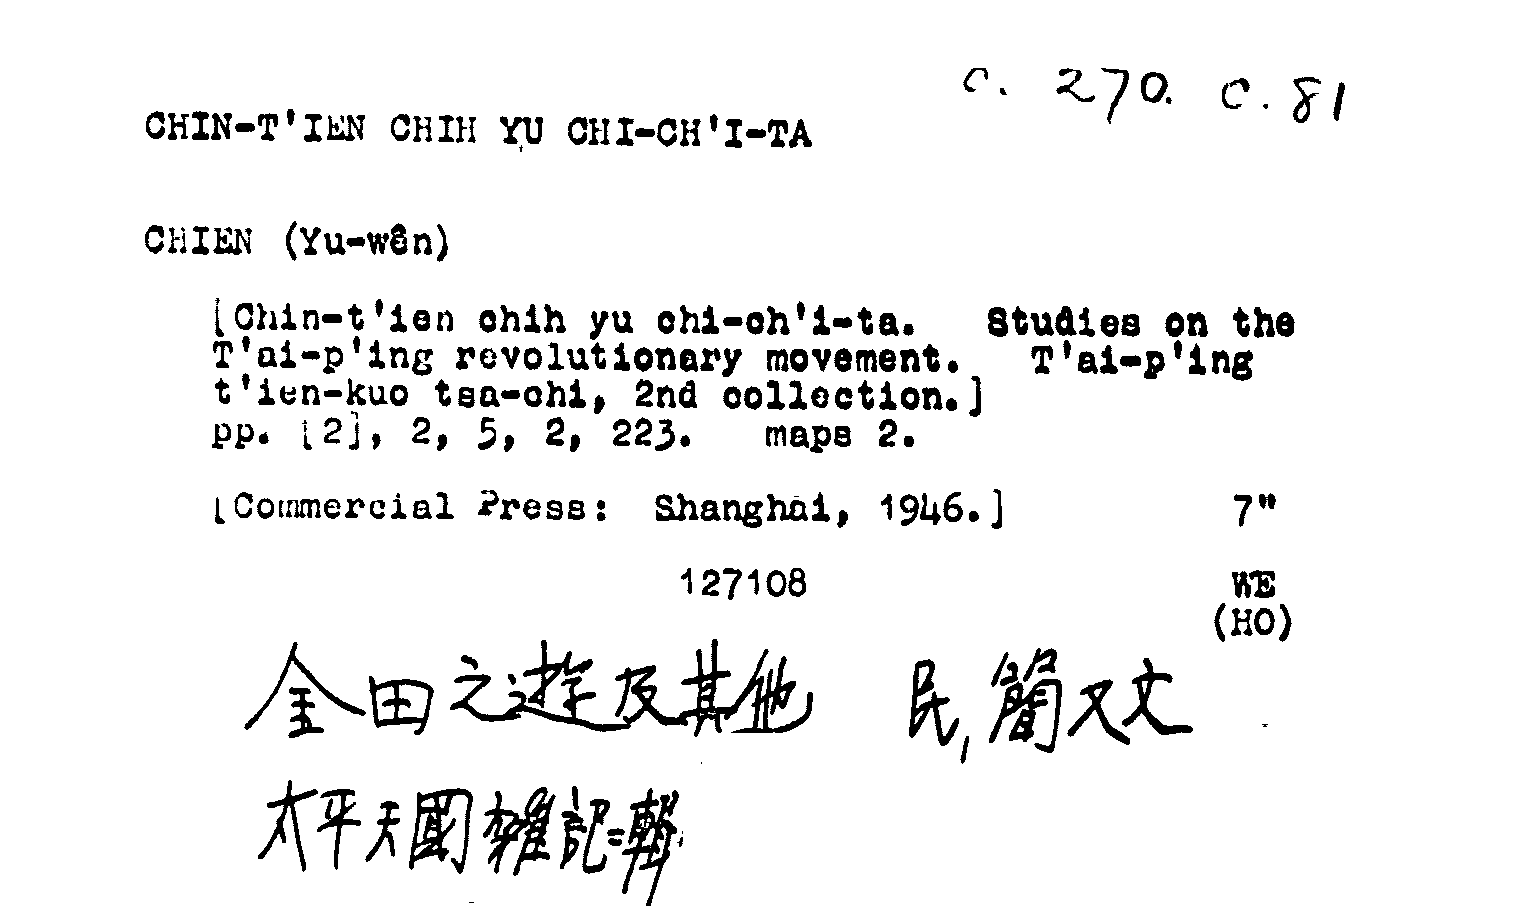 c. 270. c. 81
CHIN-T'IEN CHIH YU CHI-CH'I-TA
CHIEN (Yu-wên)
[Chin-t'ien chih yu chi-ch'i-ta. Studies on the
T'ai-p'ing revolutionary movement. T'ai-p'ing
t'ien-kuo tsa-chi, 2nd collection.]
pp. [2], 2, 5, 2, 223. maps 2.
[Commercial Press: Shanghai, 1946.] 7"
127108 WE
(HO)
金田之遊及其他 民, 簡又文
太平天國雜記=輯